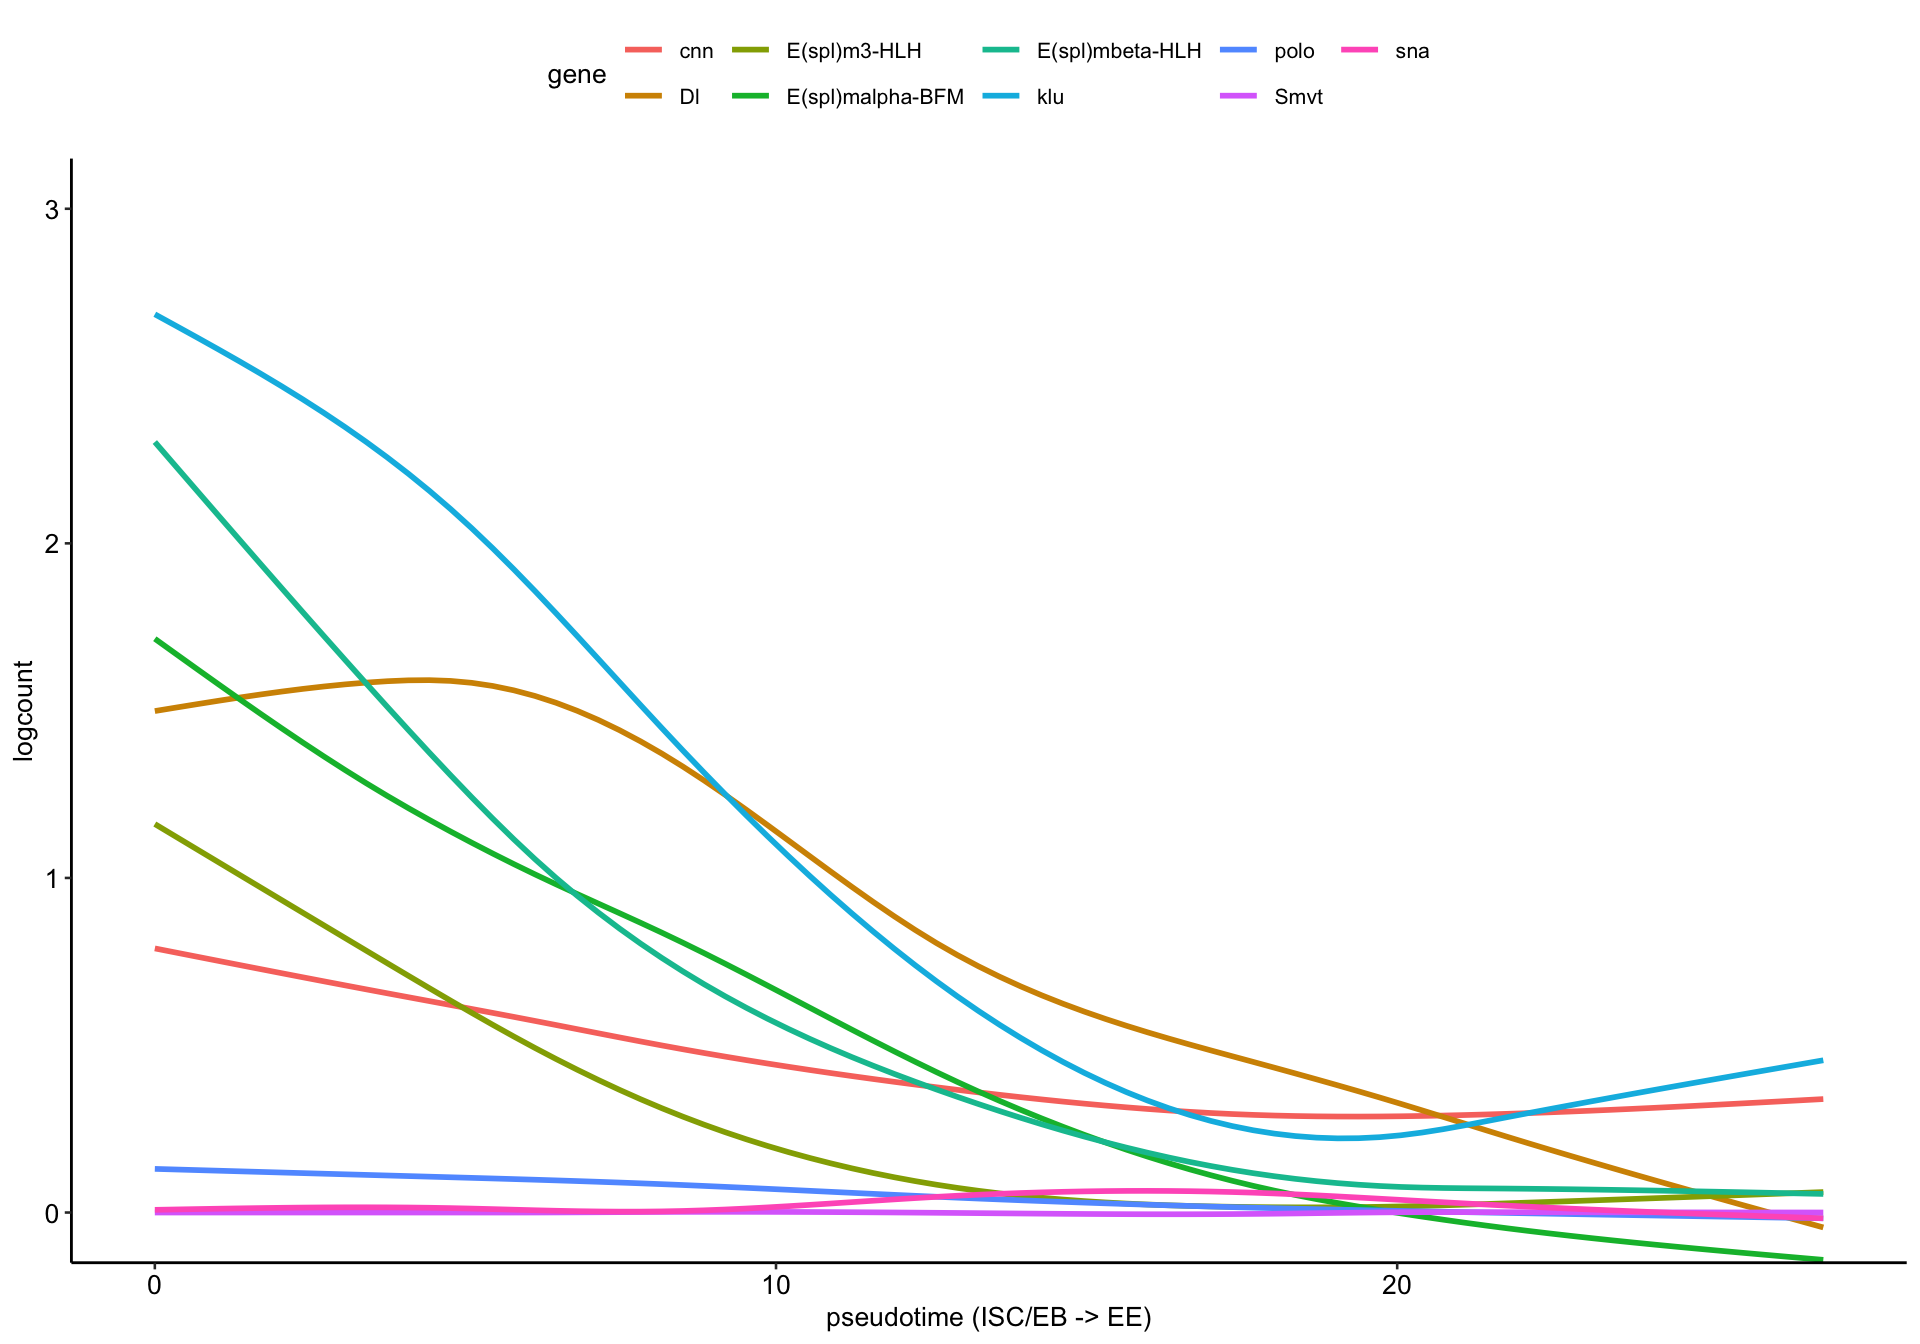 gene
cnn E(spl)m3-HLH E(spl)mbeta-HLH polo sna
Dl E(spl)malpha-BFM klu Smvt
3
2
1
0
logcount
0 10 20
pseudotime (ISC/EB -> EE)